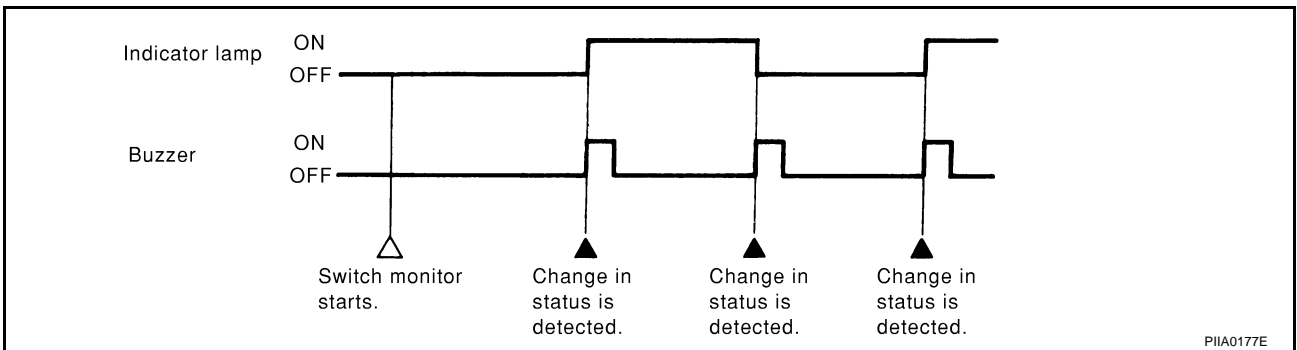 Indicator lamp
ON
OFF
Buzzer
ON
OFF
Switch monitor
starts.
Change in
status is
detected.
Change in
status is
detected.
Change in
status is
detected.
PIIA0177E